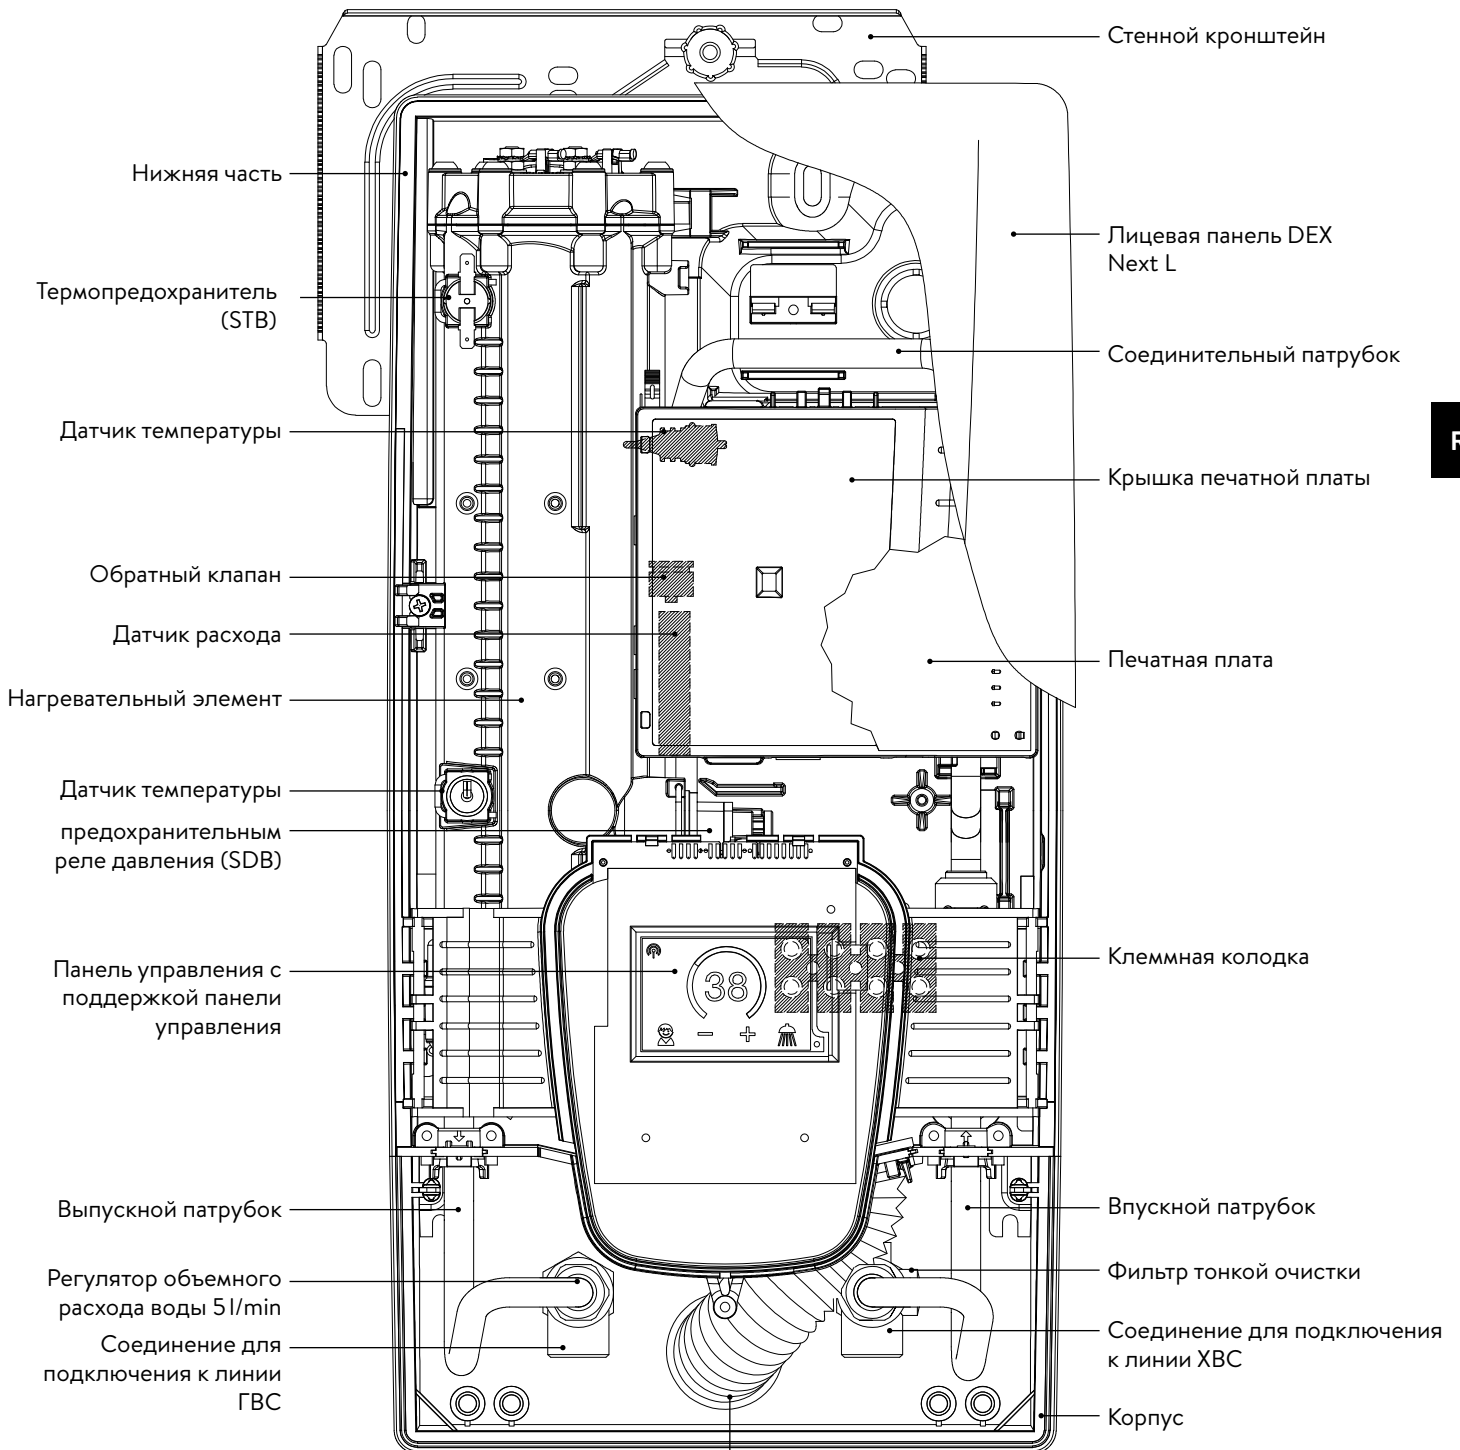 Стенной кронштейн
Нижняя часть
Лицевая панель DEX
Next L
Термопредохранитель
(STB)
Соединительный патрубок
Датчик температуры
Крышка печатной платы
Обратный клапан
Датчик расхода
Печатная плата
Нагревательный элемент
Датчик температуры
предохранительным
реле давления (SDB)
Клеммная колодка
Панель управления с
поддержкой панели
управления
38
Выпускной патрубок
Впускной патрубок
Регулятор объемного
расхода воды 5 l/min
Фильтр тонкой очистки
Соединение для
подключения к линии
ГВС
Соединение для подключения
к линии ХВС
Корпус